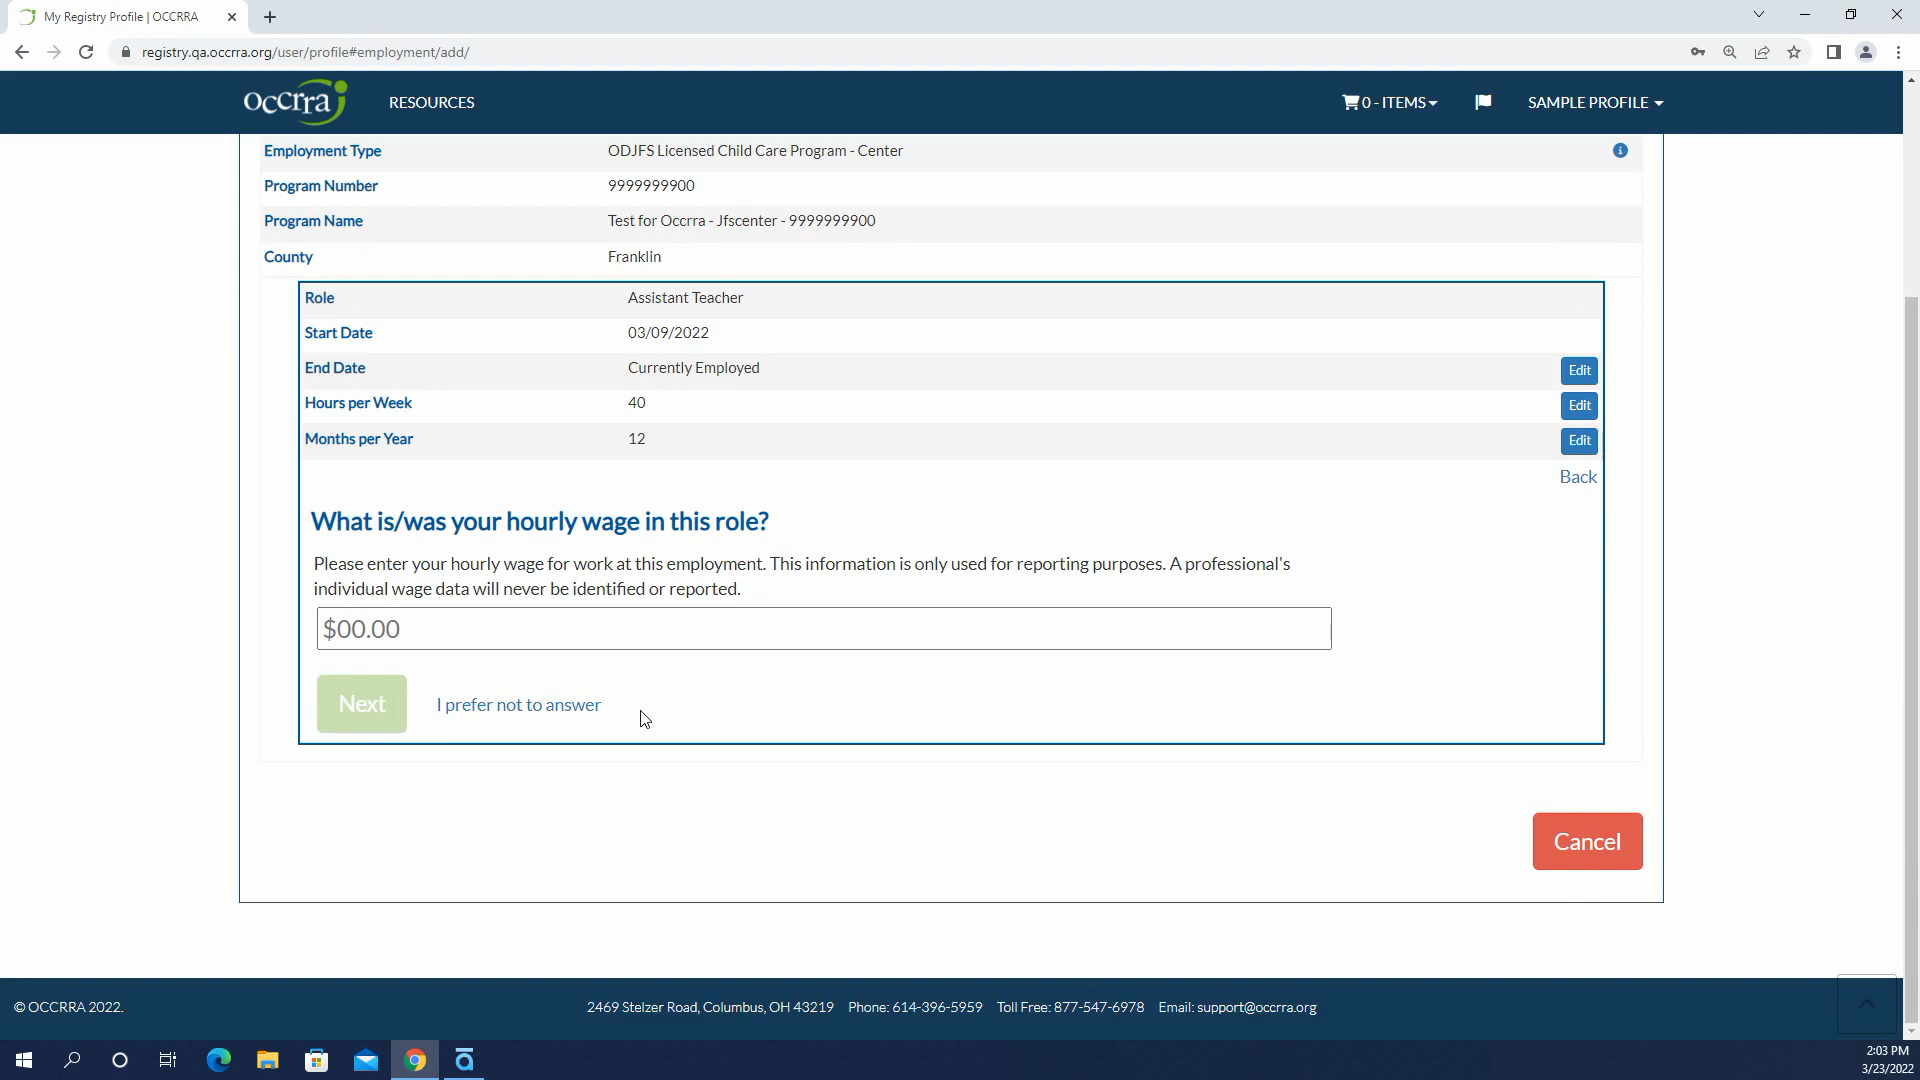 My Registry Profile | OCCRRA
registry.qa.occrra.org/user/profile#employment/add/
occrra RESOURCES 0 - ITEMS SAMPLE PROFILE
Employment Type ODJFS Licensed Child Care Program - Center
Program Number 9999999900
Program Name Test for Occrra - Jfscenter - 9999999900
County Franklin
Role Assistant Teacher
Start Date 03/09/2022
End Date Currently Employed Edit
Hours per Week 40 Edit
Months per Year 12 Edit
Back
What is/was your hourly wage in this role?
Please enter your hourly wage for work at this employment. This information is only used for reporting purposes. A professional's
individual wage data will never be identified or reported.
$00.00
Next I prefer not to answer
Cancel
© OCCRRA 2022. 2469 Stelzer Road, Columbus, OH 43219 Phone: 614-396-5959 Toll Free: 877-547-6978 Email: support@occrra.org
2:03 PM
3/23/2022